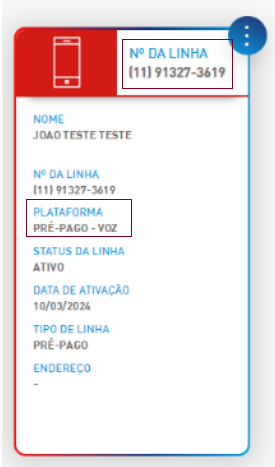 Nº DA LINHA
(11) 91327-3619
NOME
JOAO TESTE TESTE
Nº DA LINHA
(11) 91327-3619
PLATAFORMA
PRÉ-PAGO - VOZ
STATUS DA LINHA
ATIVO
DATA DE ATIVAÇÃO
10/03/2024
TIPO DE LINHA
PRÉ-PAGO
ENDEREÇO
-